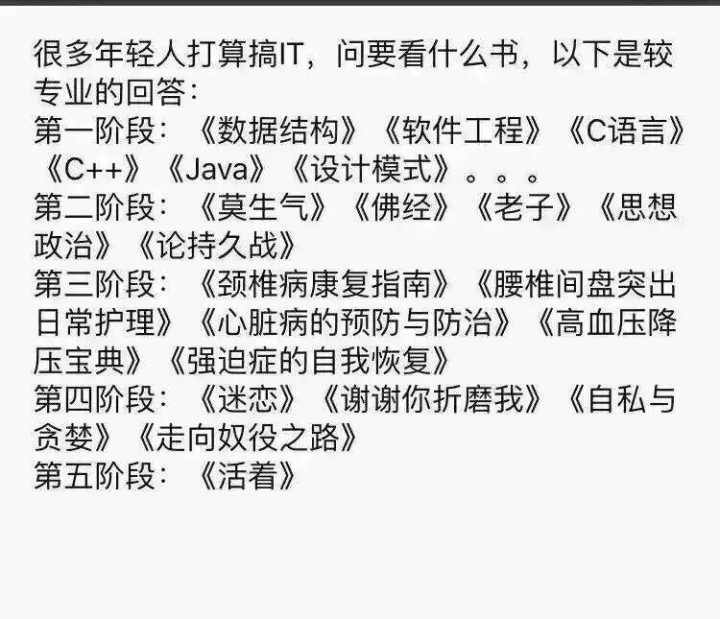 很多年轻人打算搞IT，问要看什么书，以下是较
专业的回答：
第一阶段：《数据结构》《软件工程》《C语言》
《C++》《Java》《设计模式》。。。
第二阶段：《莫生气》《佛经》《老子》《思想
政治》《论持久战》
第三阶段：《颈椎病康复指南》《腰椎间盘突出
日常护理》《心脏病的预防与防治》《高血压降
压宝典》《强迫症的自我恢复》
第四阶段：《迷恋》《谢谢你折磨我》《自私与
贪婪》《走向奴役之路》
第五阶段：《活着》